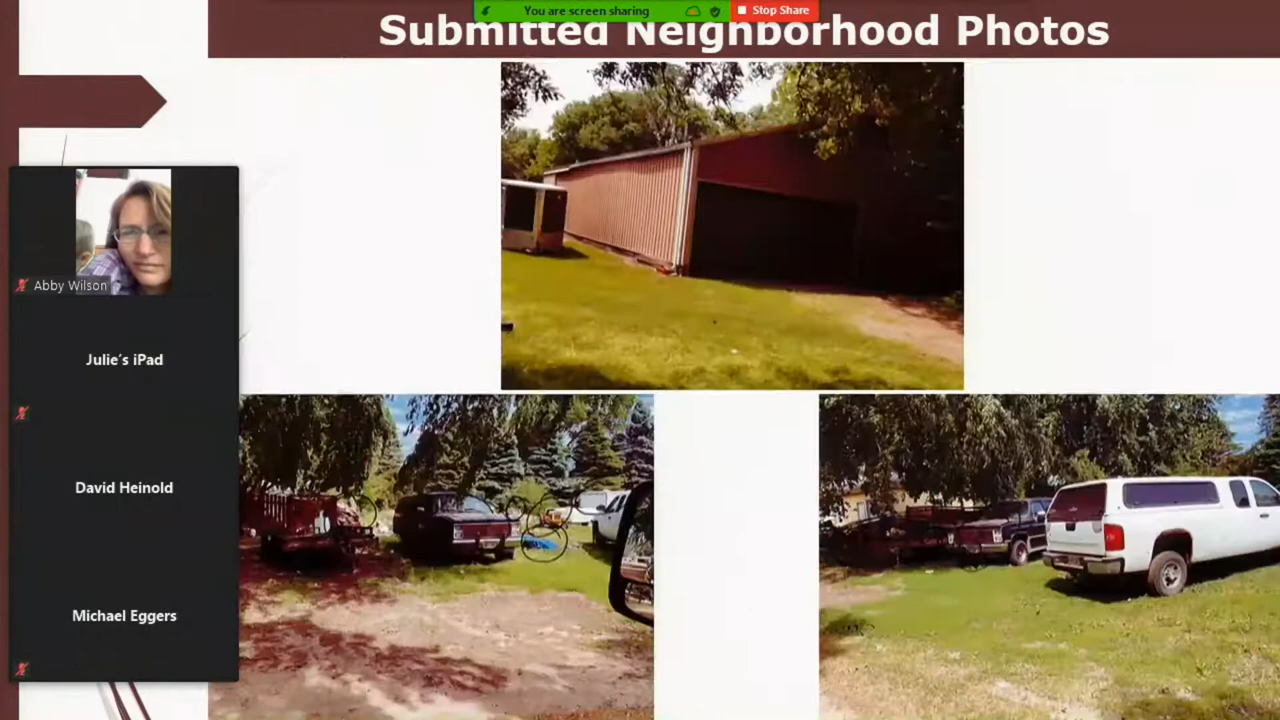 You are screen sharing
Stop Share
Submitted Neighborhood Photos
Abby Wilson
Julie's iPad
David Heinold
Michael Eggers